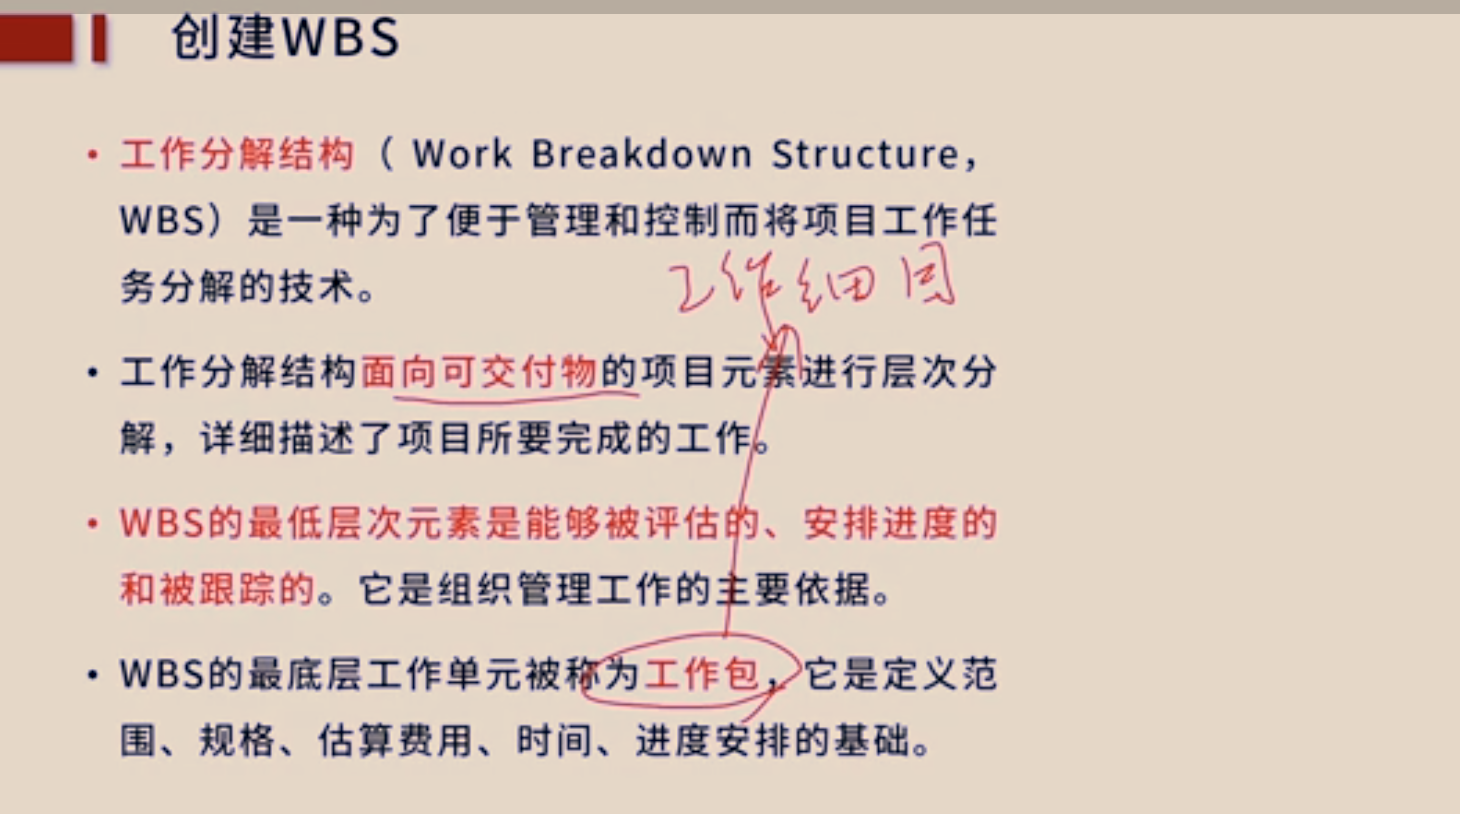 创建WBS
• 工作分解结构（ Work Breakdown Structure，
WBS）是一种为了便于管理和控制而将项目工作任
务分解的技术。
工作细
• 工作分解结构面向可交付物的项目元素进行层次分
解，详细描述了项目所要完成的工作。
• WBS的最低层次元素是能够被评估的、安排进度的
和被跟踪的。它是组织管理工作的主要依据。
• WBS的最底层工作单元被称为工作包，它是定义范
围、规格、估算费用、时间、进度安排的基础。